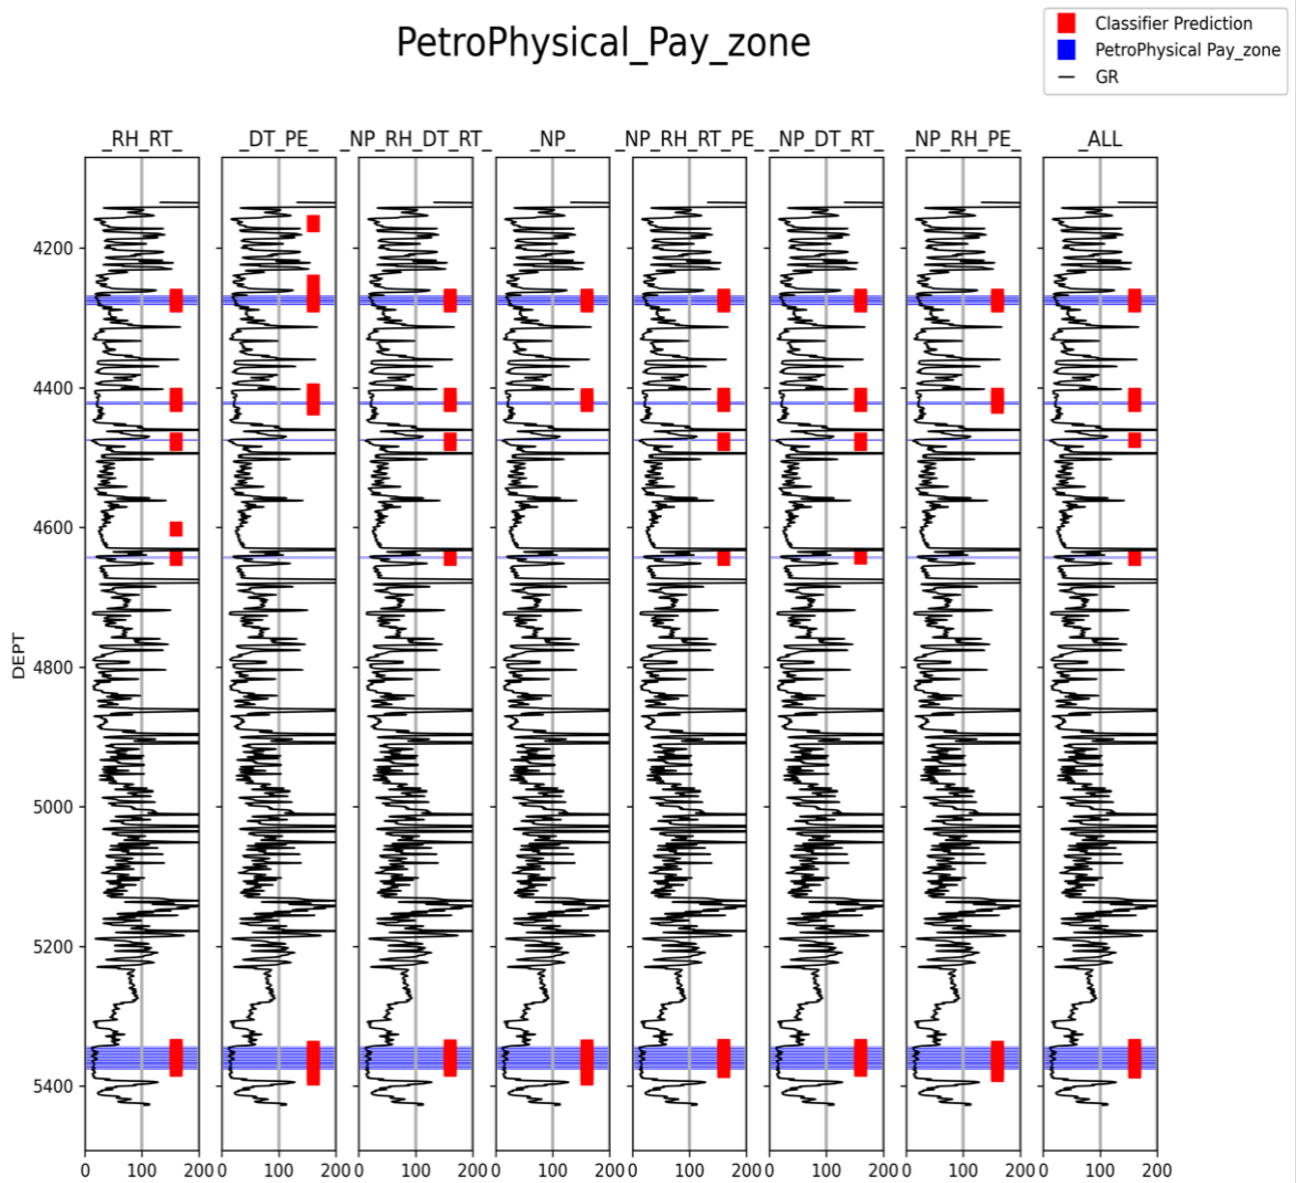 PetroPhysical_Pay_zone
Classifier Prediction
PetroPhysical Pay_zone
GR
_RH_RT_
_DT_PE_
_NP_RH_DT_RT_
_NP_
_NP_RH_RT_PE_
_NP_DT_RT_
_NP_RH_PE_
_ALL
DEPT
4200
4400
4600
4800
5000
5200
5400
0 100 200
0 100 200
0 100 200
0 100 200
0 100 200
0 100 200
0 100 200
0 100 200